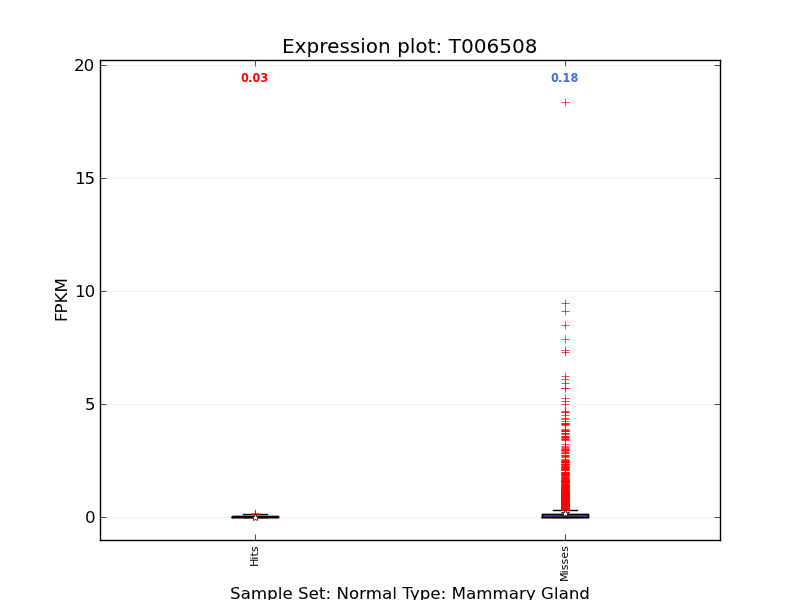 Expression plot: T006508
20
0.03
0.18
15
10
FPKM
5
0
Hits
Misses
Sample Set: Normal Type: Mammary Gland